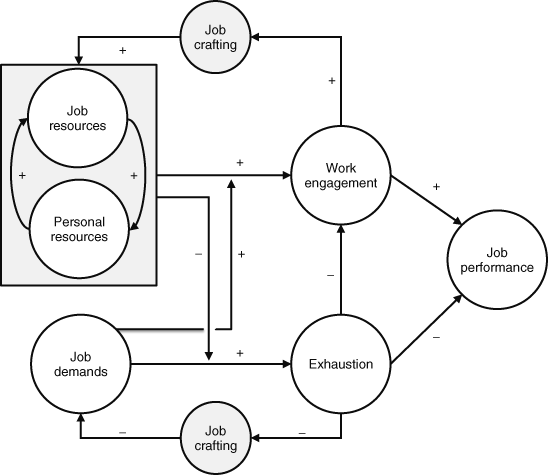 Job
crafting
+
+
Job
resources
+
+
Personal
resources
+
Work
engagement
+
Job
performance
–
+
–
Job
demands
+
Exhaustion
–
–
Job
crafting
–